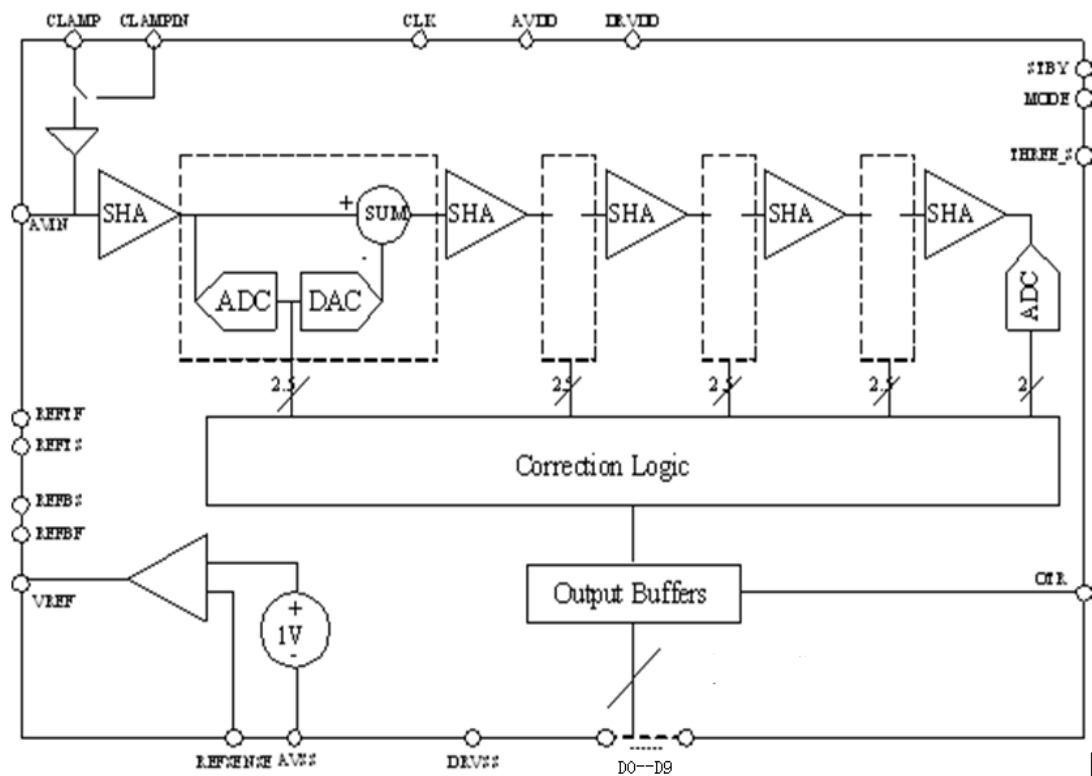 CLAMP CLAMPIN CLK AVDD DRVDD
STBY
MODE
THREE_S
AVIN
SHA
+
SUM
-
ADC
DAC
SHA
SHA
SHA
SHA
ADC
2.5
2.5
2.5
2.5
2
REFTF
REFTS
REFBS
REFBF
VREF
Correction Logic
Output Buffers
OTR
+
1V
-
REFSENSE AVSS DRVSS D0--D9